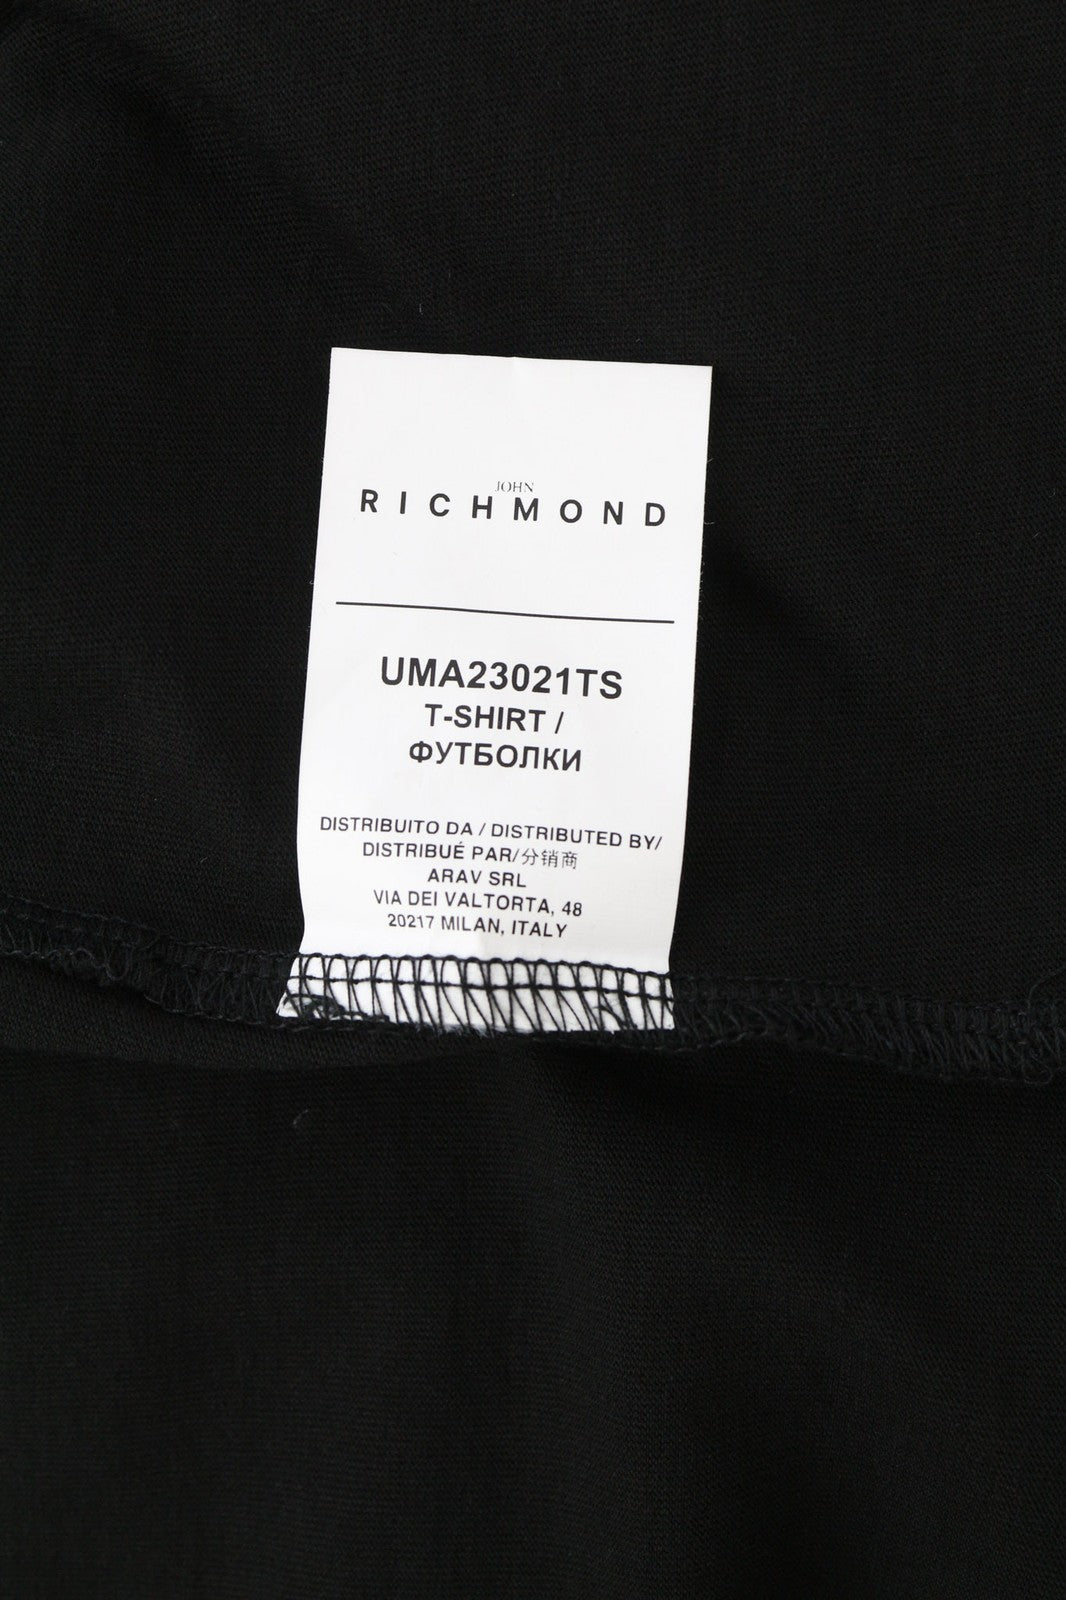 JOHN
RICHMOND
UMA23021TS
T-SHIRT /
ФУТБОЛКИ
DISTRIBUITO DA / DISTRIBUTED BY/
DISTRIBUÉ PAR/分销商
ARAV SRL
VIA DEI VALTORTA, 48
20217 MILAN, ITALY